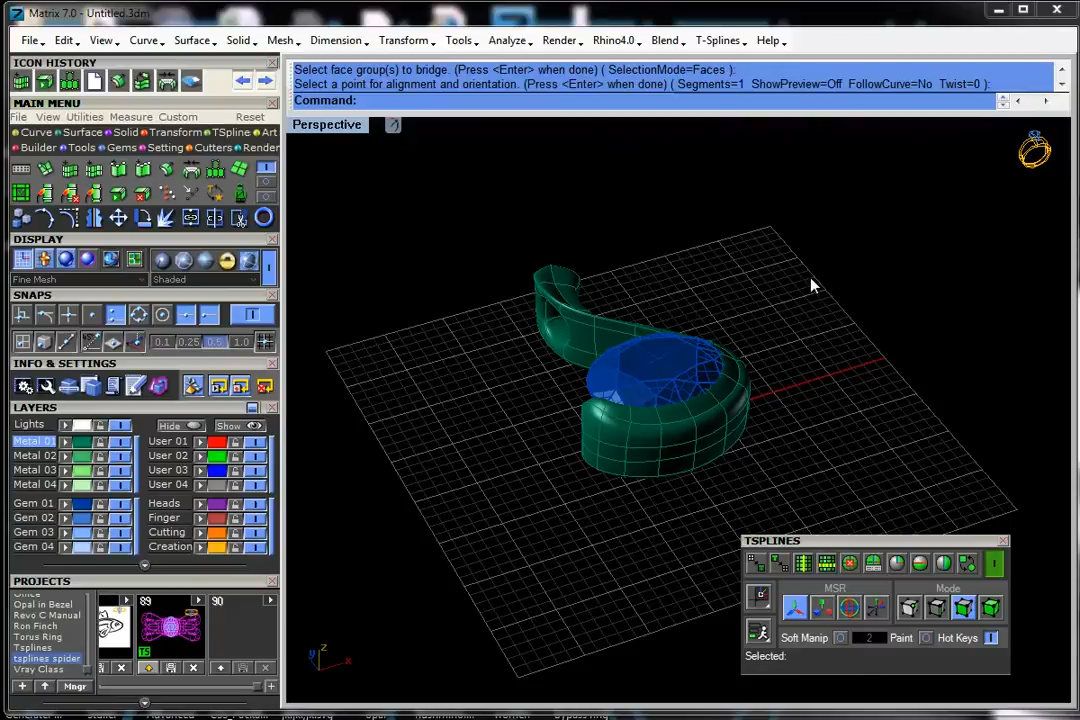 Matrix 7.0 - Untitled.3dm
File Edit View Curve Surface Solid Mesh Dimension Transform Tools Analyze Render Rhino4.0 Blend T-Splines Help
ICON HISTORY
Select face group(s) to bridge. (Press <Enter> when done) ( SelectionMode=Faces ):
Select a point for alignment and orientation. (Press <Enter> when done) ( Segments=1 ShowPreview=Off FollowCurve=No Twist=0 ):
Command:
MAIN MENU
File View Utilities Measure Custom Reset
Curve Surface Solid Transform TSpline Art
Builder Tools Gems Setting Cutters Render
Perspective
DISPLAY
Fine Mesh Shaded
SNAPS
0.1 0.25 0.5 1.0
INFO & SETTINGS
LAYERS
Lights Hide Show
Metal 01 User 01
Metal 02 User 02
Metal 03 User 03
Metal 04 User 04
Gem 01 Heads
Gem 02 Finger
Gem 03 Cutting
Gem 04 Creation
PROJECTS
Opal in Bezel
Revo C Manual
Ron Finch
Torus Ring
Tsplines
tsplines spider
Vray Class
Mngr
89 90
TS
TSPLINES
MSR Mode
Soft Manip 2 Paint Hot Keys
Selected:
z
y
x